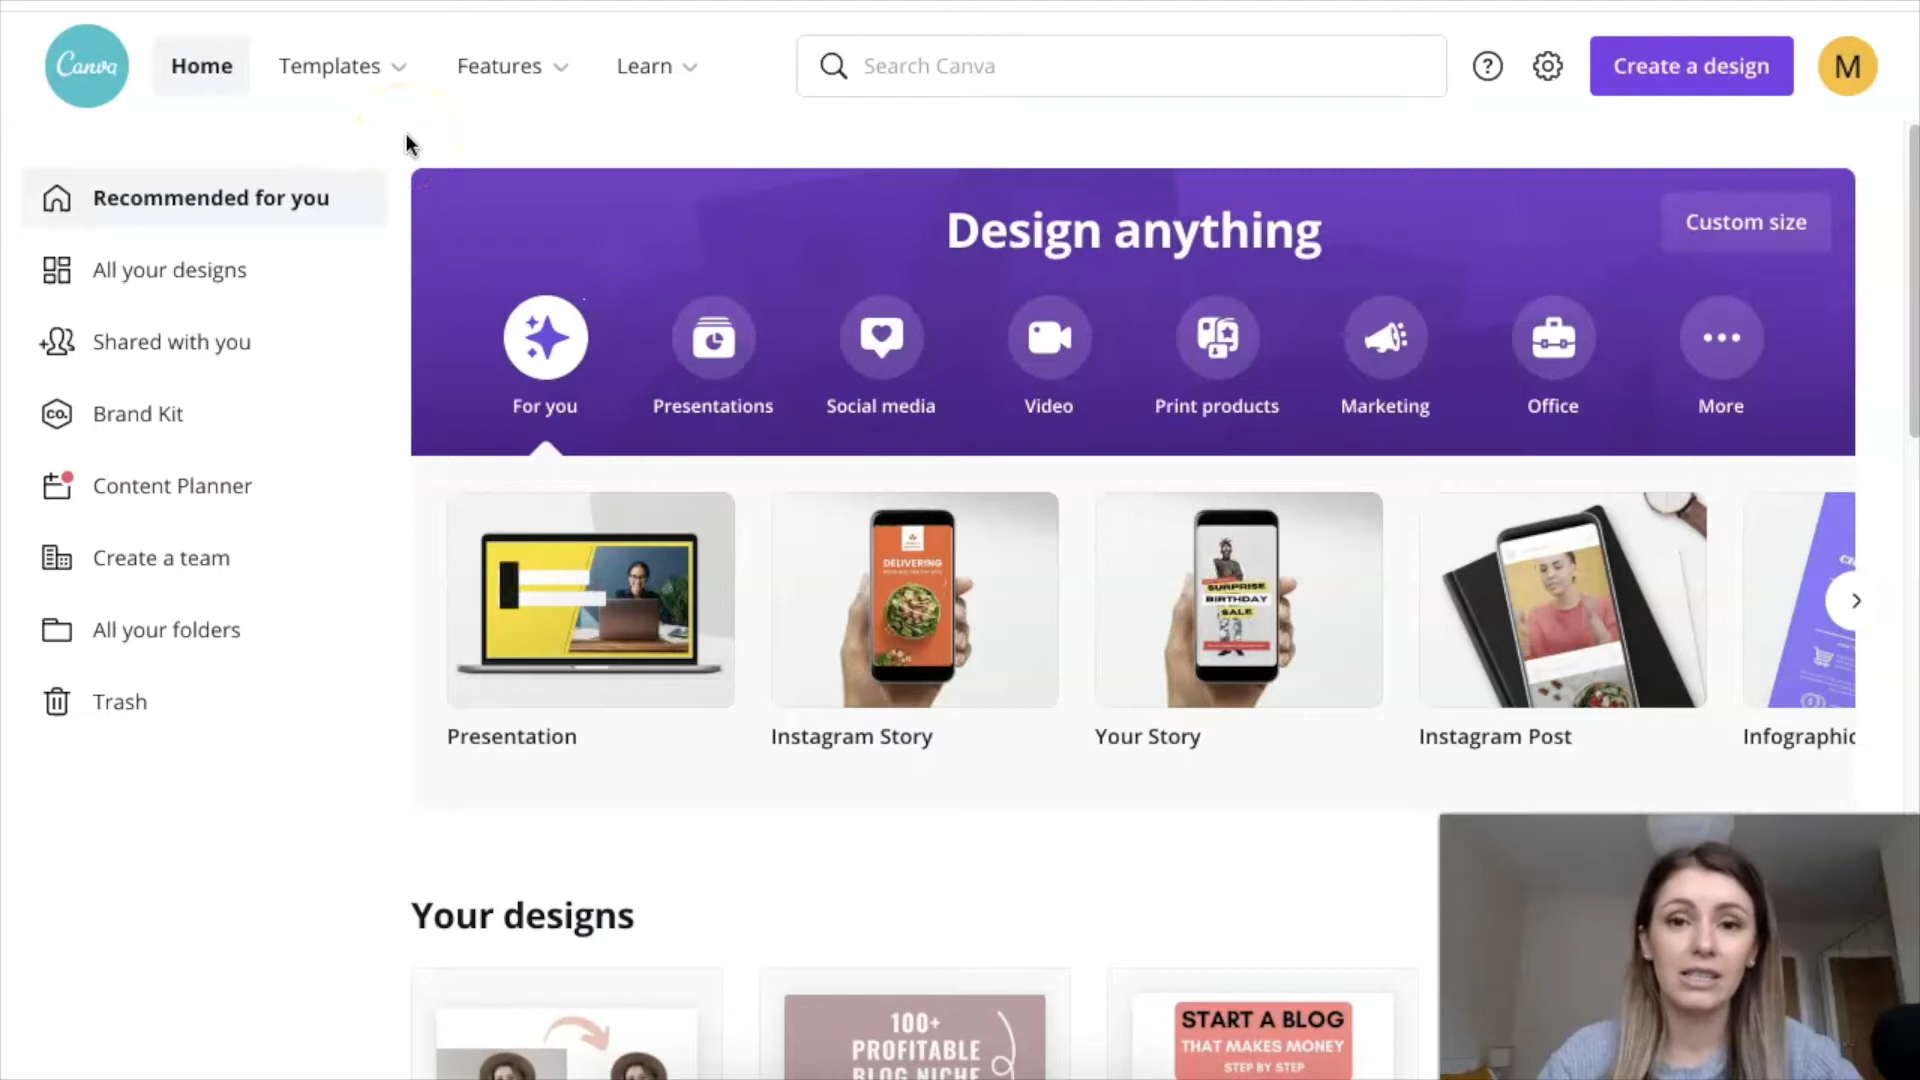 Canva
Home
Templates
Features
Learn
Search Canva
?
Create a design
M
Recommended for you
All your designs
Shared with you
CO.
Brand Kit
Content Planner
Create a team
All your folders
Trash
Design anything
Custom size
For you
Presentations
Social media
Video
Print products
Marketing
Office
More
DELIVERING
SURPRISE
BIRTHDAY
SALE
Presentation
Instagram Story
Your Story
Instagram Post
Infographic
Your designs
100+
PROFITABLE
BLOG NICHE
START A BLOG
THAT MAKES MONEY
STEP BY STEP